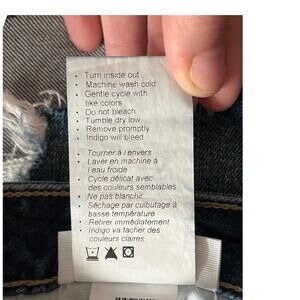 • Turn inside out
• Machine wash cold
• Gentle cycle with
like colors
• Do not bleach
• Tumble dry low
• Remove promptly
• Indigo will bleed
• Tourner à l'envers
• Laver en machine à
l'eau froide
• Cycle délicat avec
des couleurs semblables
• Ne pas blanchir
• Séchage par culbutage à
basse température
• Retirer immédiatement
• Indigo va tacher des
couleurs claires